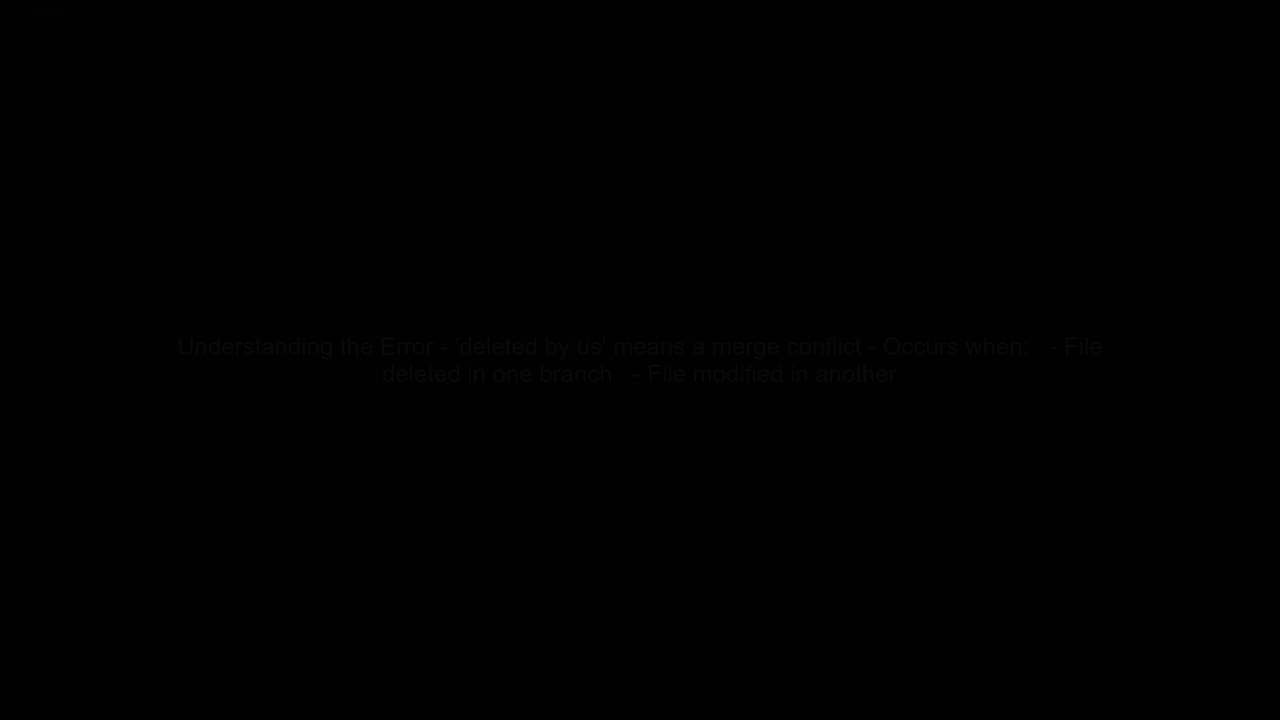 Understanding the Error - 'deleted by us' means a merge conflict - Occurs when:   - File
deleted in one branch   - File modified in another